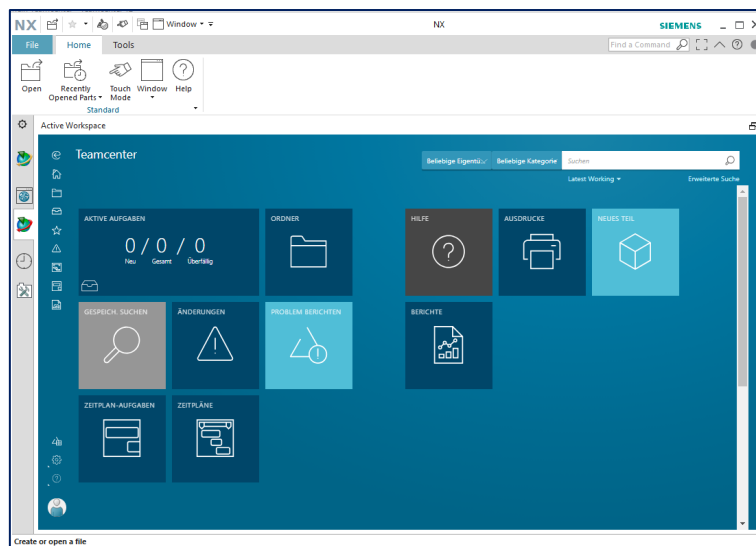 NX
Window
NX
SIEMENS
File
Home
Tools
Find a Command
Open
Recently Opened Parts
Touch Mode
Window
Help
Standard
Active Workspace
Teamcenter
Beliebige Eigentü
Beliebige Kategorie
Suchen
Latest Working
Erweiterte Suche
AKTIVE AUFGABEN
0 / 0 / 0
Neu Gesamt Überfällig
ORDNER
HILFE
AUSDRUCKE
NEUES TEIL
GESPEICH. SUCHEN
ÄNDERUNGEN
PROBLEM BERICHTEN
BERICHTE
ZEITPLAN-AUFGABEN
ZEITPLÄNE
Create or open a file